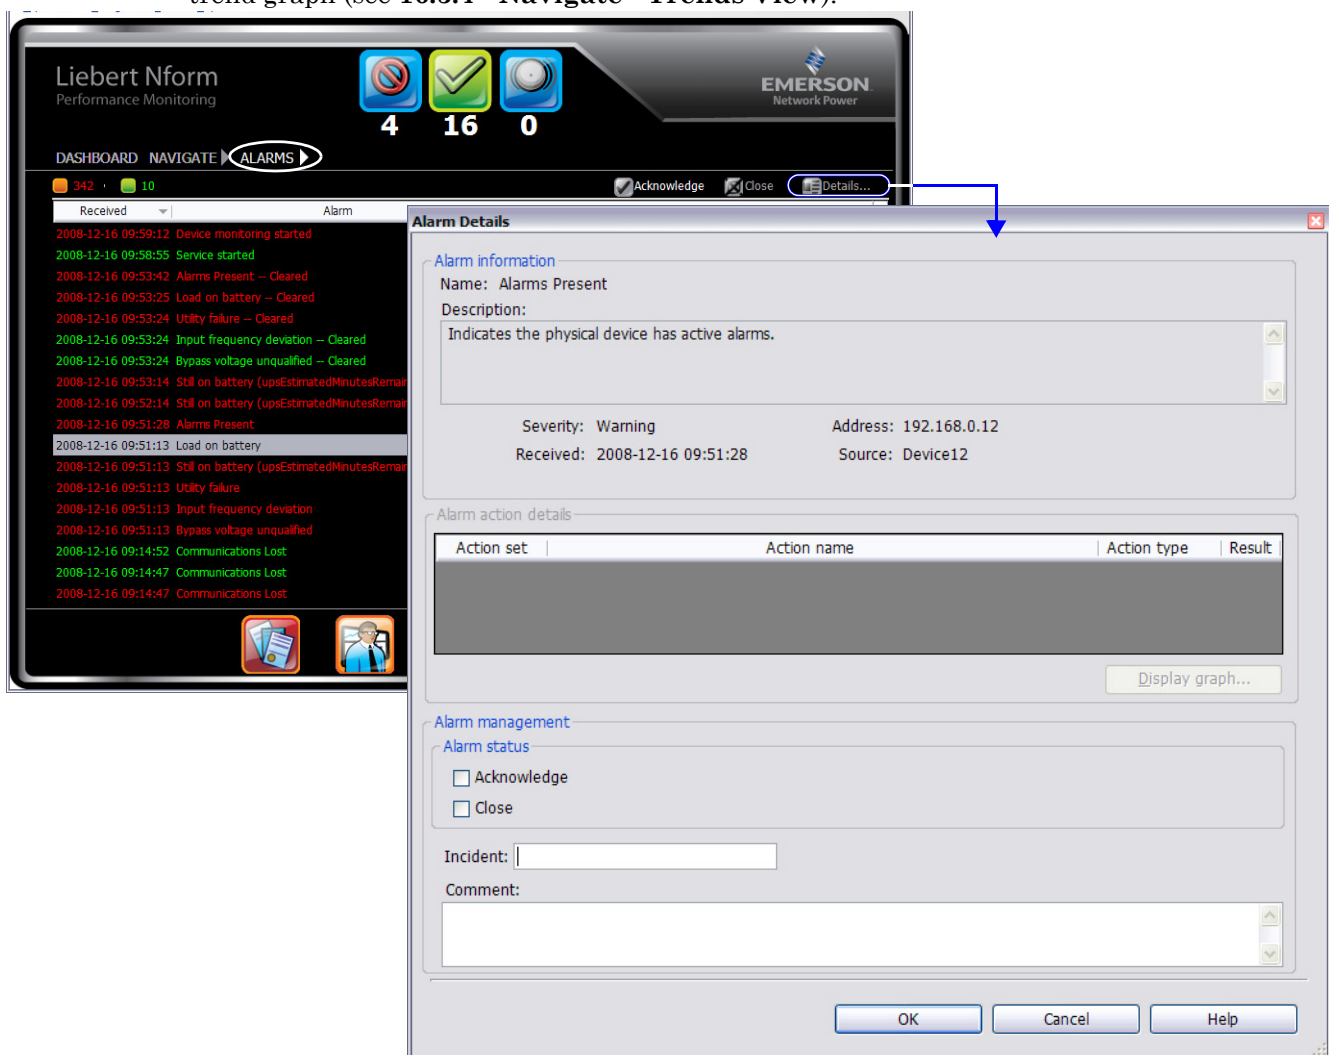 trend graph (see 10.3.4 - Navigate - Trends View).
Liebert Nform
Performance Monitoring
EMERSON
Network Power
4 16 0
DASHBOARD NAVIGATE ALARMS
342 10 Acknowledge Close Details...
Received Alarm
2008-12-16 09:59:12 Device monitoring started
2008-12-16 09:58:55 Service started
2008-12-16 09:53:42 Alarms Present -- Cleared
2008-12-16 09:53:25 Load on battery -- Cleared
2008-12-16 09:53:24 Utility failure -- Cleared
2008-12-16 09:53:24 Input frequency deviation -- Cleared
2008-12-16 09:53:24 Bypass voltage unqualified -- Cleared
2008-12-16 09:53:14 Still on battery (upsEstimatedMinutesRemain
2008-12-16 09:52:14 Still on battery (upsEstimatedMinutesRemain
2008-12-16 09:51:28 Alarms Present
2008-12-16 09:51:13 Load on battery
2008-12-16 09:51:13 Still on battery (upsEstimatedMinutesRemain
2008-12-16 09:51:13 Utility failure
2008-12-16 09:51:13 Input frequency deviation
2008-12-16 09:51:13 Bypass voltage unqualified
2008-12-16 09:14:52 Communications Lost
2008-12-16 09:14:47 Communications Lost
2008-12-16 09:14:47 Communications Lost
Alarm Details
Alarm information
Name: Alarms Present
Description:
Indicates the physical device has active alarms.
Severity: Warning Address: 192.168.0.12
Received: 2008-12-16 09:51:28 Source: Device12
Alarm action details
Action set Action name Action type Result
Display graph...
Alarm management
Alarm status
Acknowledge
Close
Incident:
Comment:
OK Cancel Help